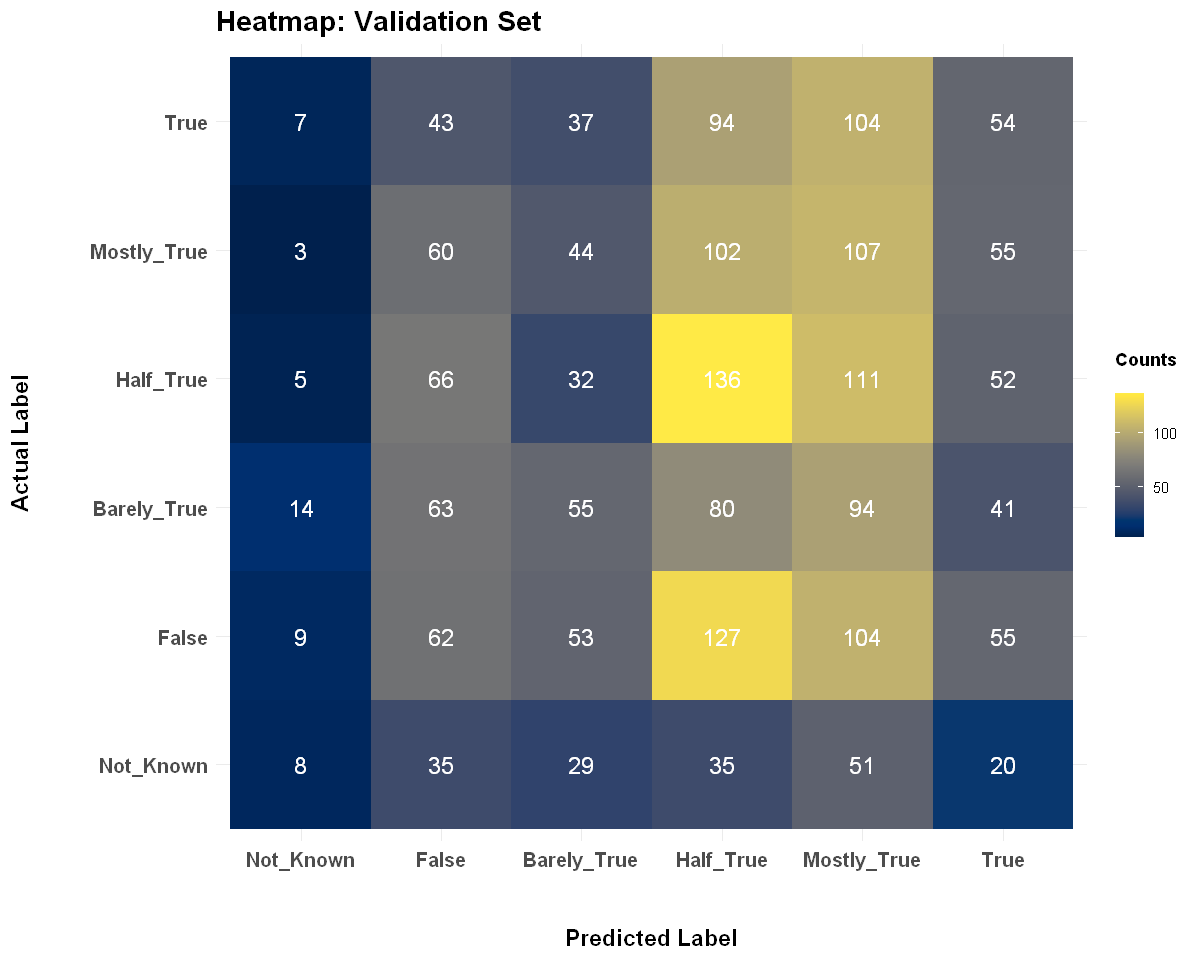 Heatmap: Validation Set
Actual Label
True 7 43 37 94 104 54
Mostly_True 3 60 44 102 107 55
Half_True 5 66 32 136 111 52
Barely_True 14 63 55 80 94 41
False 9 62 53 127 104 55
Not_Known 8 35 29 35 51 20
Not_Known False Barely_True Half_True Mostly_True True
Predicted Label
Counts
100
50